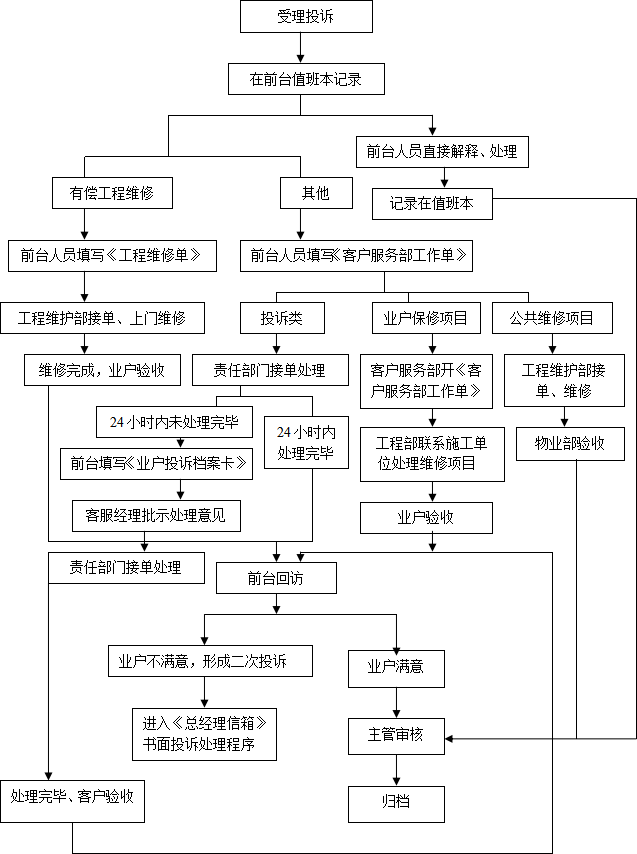 受理投诉
在前台值班本记录
前台人员直接解释、处理
有偿工程维修
其他
记录在值班本
前台人员填写《工程维修单》
前台人员填写《客户服务部工作单》
工程维护部接单、上门维修
投诉类
业户保修项目
公共维修项目
维修完成，业户验收
责任部门接单处理
客户服务部开《客
户服务部工作单》
工程维护部接
单、维修
24小时内未处理完毕
24小时内
处理完毕
工程部联系施工单
位处理维修项目
物业部验收
前台填写《业户投诉档案卡》
客服经理批示处理意见
业户验收
责任部门接单处理
前台回访
业户不满意，形成二次投诉
业户满意
进入《总经理信箱》
书面投诉处理程序
主管审核
处理完毕、客户验收
归档